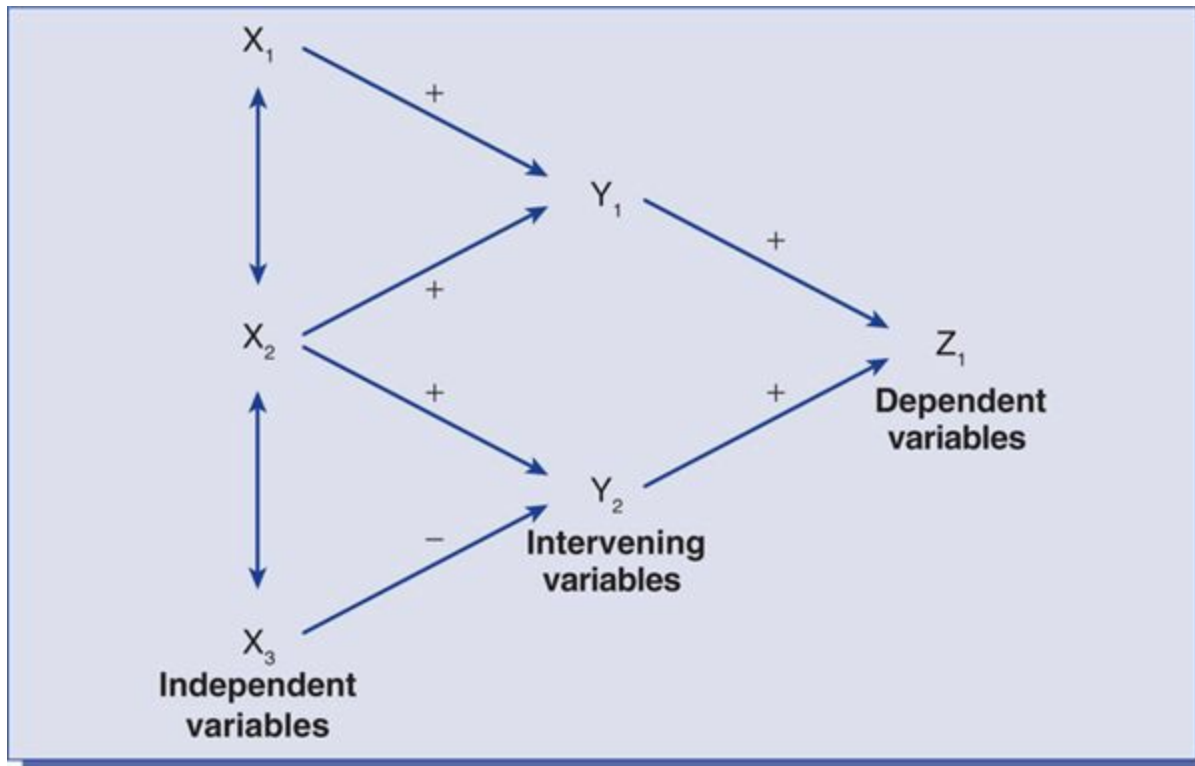 X₁
+
Y₁
+
+
X₂
Z₁
+
+
Dependent
variables
Y₂
−
Intervening
variables
X₃
Independent
variables